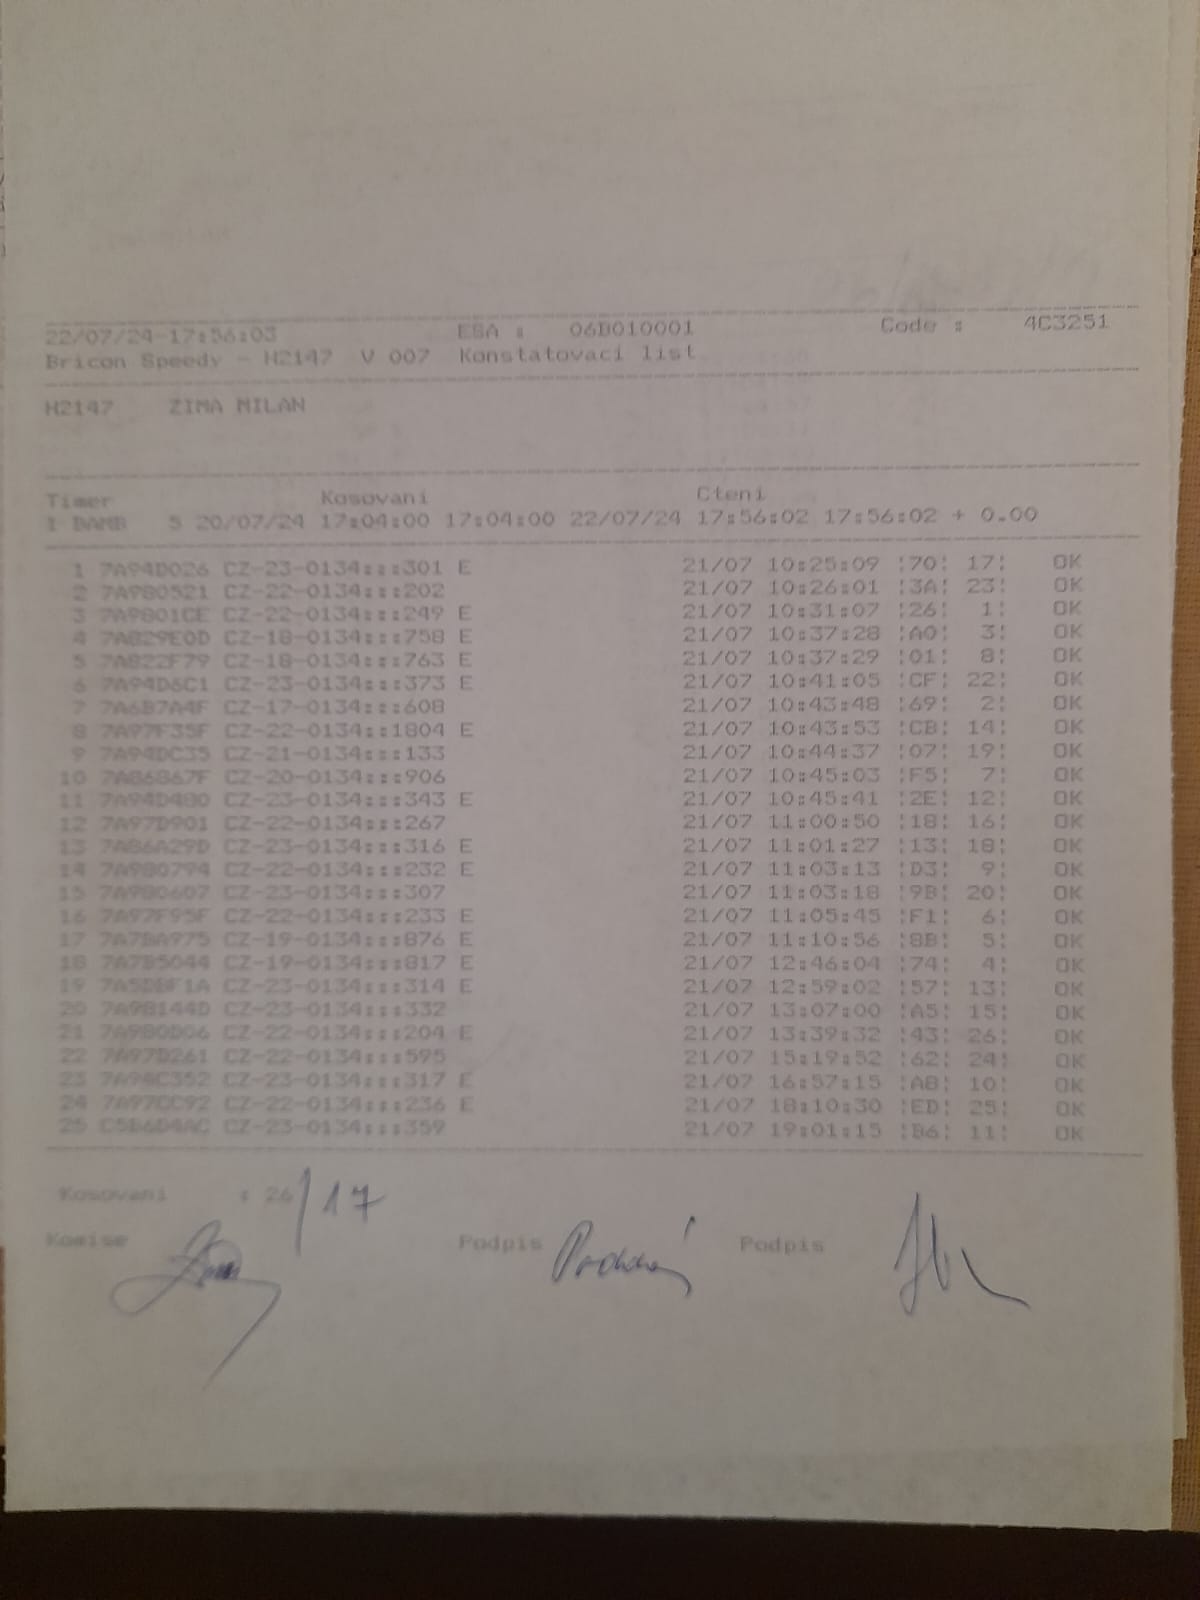 22/07/24-17:56:03 ESA : 06B010001 Code : 4C3251
Bricon Speedy - H2147 V 007 Konstatovaci list
H2147 ZIMA MILAN
Timer Kosovani Cteni
I BAMB 5 20/07/24 17:04:00 17:04:00 22/07/24 17:56:02 17:56:02 + 0.00
1 7A94D026 CZ-23-0134:::301 E 21/07 10:25:09 ¦70¦ 17¦ OK
2 7A980521 CZ-22-0134:::202 21/07 10:26:01 ¦3A¦ 23¦ OK
3 7A9801CE CZ-22-0134:::249 E 21/07 10:31:07 ¦26¦ 1¦ OK
4 7AB29E0D CZ-18-0134:::758 E 21/07 10:37:28 ¦A0¦ 3¦ OK
5 7AB22F79 CZ-18-0134:::763 E 21/07 10:37:29 ¦01¦ 8¦ OK
6 7A94D6C1 CZ-23-0134:::373 E 21/07 10:41:05 ¦CF¦ 22¦ OK
7 7A6B7A4F CZ-17-0134:::608 21/07 10:43:48 ¦69¦ 2¦ OK
8 7A97F35F CZ-22-0134::1804 E 21/07 10:43:53 ¦CB¦ 14¦ OK
9 7A94DC35 CZ-21-0134:::133 21/07 10:44:37 ¦07¦ 19¦ OK
10 7AB6867F CZ-20-0134:::906 21/07 10:45:03 ¦F5¦ 7¦ OK
11 7A94D480 CZ-23-0134:::343 E 21/07 10:45:41 ¦2E¦ 12¦ OK
12 7A97D901 CZ-22-0134:::267 21/07 11:00:50 ¦18¦ 16¦ OK
13 7AB6A29D CZ-23-0134:::316 E 21/07 11:01:27 ¦13¦ 18¦ OK
14 7A980794 CZ-22-0134:::232 E 21/07 11:03:13 ¦D3¦ 9¦ OK
15 7A980607 CZ-23-0134:::307 21/07 11:03:18 ¦9B¦ 20¦ OK
16 7A97F95F CZ-22-0134:::233 E 21/07 11:05:45 ¦F1¦ 6¦ OK
17 7A7BA975 CZ-19-0134:::876 E 21/07 11:10:56 ¦8B¦ 5¦ OK
18 7A7B5044 CZ-19-0134:::817 E 21/07 12:46:04 ¦74¦ 4¦ OK
19 7A5DBF1A CZ-23-0134:::314 E 21/07 12:59:02 ¦57¦ 13¦ OK
20 7A98144D CZ-23-0134:::332 21/07 13:07:00 ¦A5¦ 15¦ OK
21 7A980D06 CZ-22-0134:::204 E 21/07 13:39:32 ¦43¦ 26¦ OK
22 7A97D261 CZ-22-0134:::595 21/07 15:19:52 ¦62¦ 24¦ OK
23 7A94C352 CZ-23-0134:::317 E 21/07 16:57:15 ¦A8¦ 10¦ OK
24 7A97CC92 CZ-22-0134:::236 E 21/07 18:10:30 ¦ED¦ 25¦ OK
25 C5B6D4AC CZ-23-0134:::359 21/07 19:01:15 ¦B6¦ 11¦ OK
Kosovani : 26/17
Komise Podpis Podpis